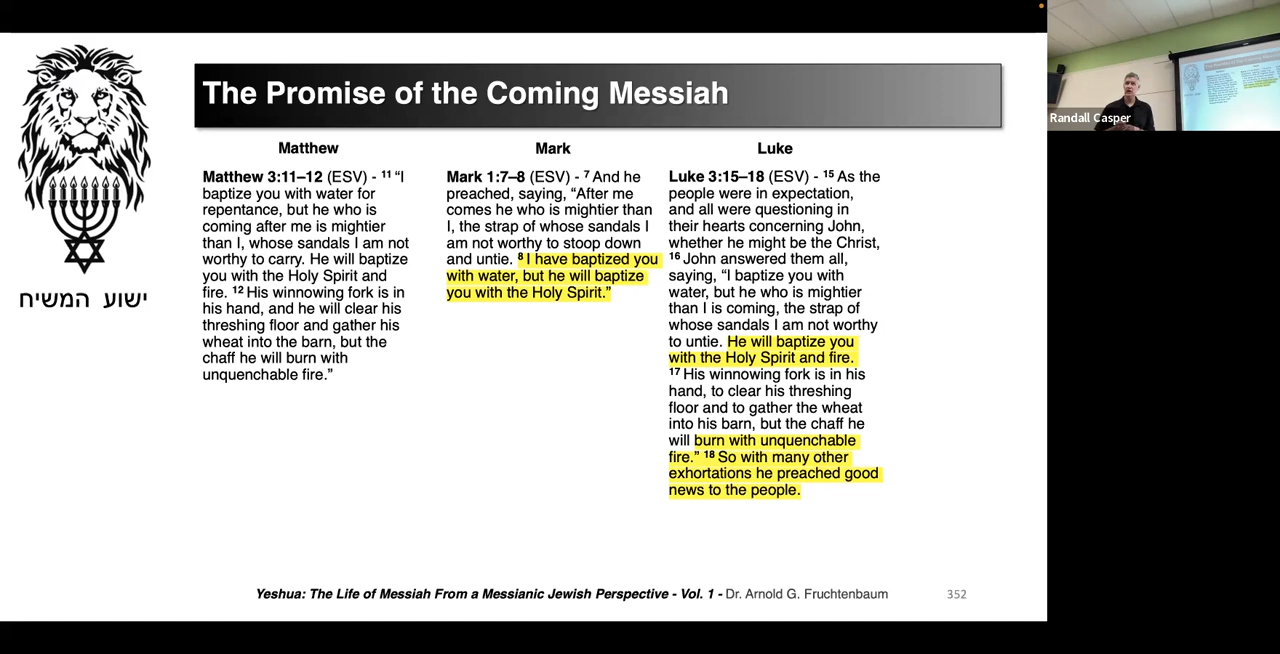 The Promise of the Coming Messiah
Matthew
Matthew 3:11–12 (ESV) - 11 “I
baptize you with water for
repentance, but he who is
coming after me is mightier
than I, whose sandals I am not
worthy to carry. He will baptize
you with the Holy Spirit and
fire. 12 His winnowing fork is in
his hand, and he will clear his
threshing floor and gather his
wheat into the barn, but the
chaff he will burn with
unquenchable fire.”
Mark
Mark 1:7–8 (ESV) - 7 And he
preached, saying, “After me
comes he who is mightier than
I, the strap of whose sandals I
am not worthy to stoop down
and untie. 8 I have baptized you
with water, but he will baptize
you with the Holy Spirit.”
Luke
Luke 3:15–18 (ESV) - 15 As the
people were in expectation,
and all were questioning in
their hearts concerning John,
whether he might be the Christ,
16 John answered them all,
saying, “I baptize you with
water, but he who is mightier
than I is coming, the strap of
whose sandals I am not worthy
to untie. He will baptize you
with the Holy Spirit and fire.
17 His winnowing fork is in his
hand, to clear his threshing
floor and to gather the wheat
into his barn, but the chaff he
will burn with unquenchable
fire.” 18 So with many other
exhortations he preached good
news to the people.
ישוע המשיח
Yeshua: The Life of Messiah From a Messianic Jewish Perspective - Vol. 1 - Dr. Arnold G. Fruchtenbaum
352
Randall Casper